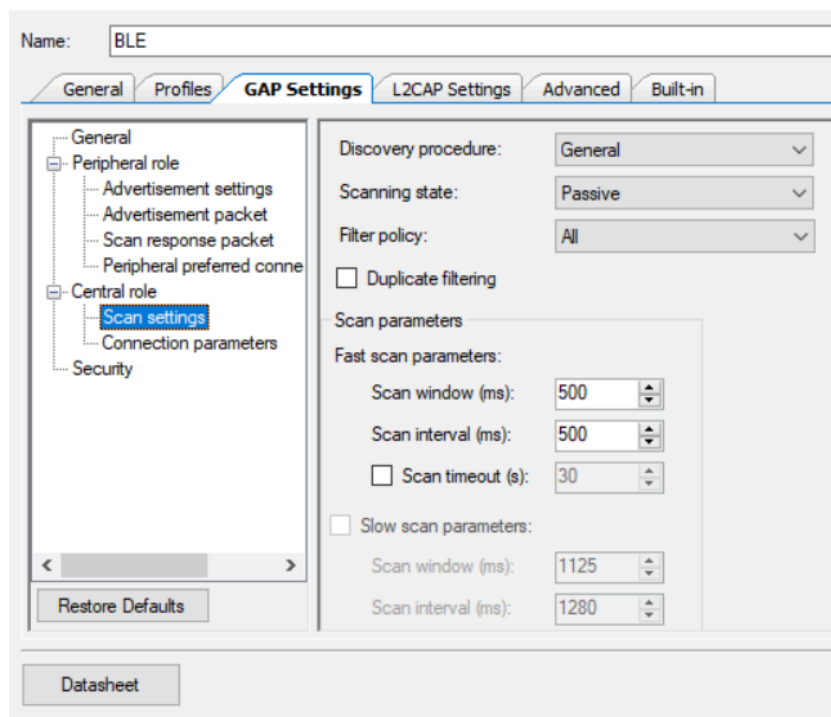 Name: BLE
General Profiles GAP Settings L2CAP Settings Advanced Built-in
General
Peripheral role
Advertisement settings
Advertisement packet
Scan response packet
Peripheral preferred conne
Central role
Scan settings
Connection parameters
Security
Restore Defaults
Discovery procedure: General
Scanning state: Passive
Filter policy: All
Duplicate filtering
Scan parameters
Fast scan parameters:
Scan window (ms): 500
Scan interval (ms): 500
Scan timeout (s): 30
Slow scan parameters:
Scan window (ms): 1125
Scan interval (ms): 1280
Datasheet